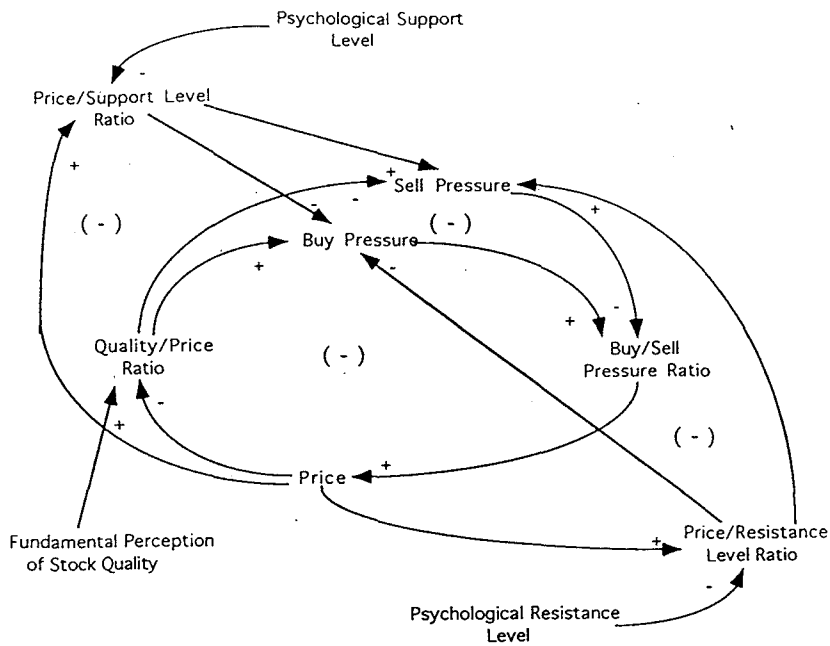 Psychological Support
Level
-
Price/Support Level
Ratio
+
+
Sell Pressure
-
-
+
(-)
(-)
Buy Pressure
+
-
+
-
Quality/Price
Ratio
(-)
Buy/Sell
Pressure Ratio
-
+
(-)
+
Price
Fundamental Perception
of Stock Quality
+
Price/Resistance
Level Ratio
-
Psychological Resistance
Level